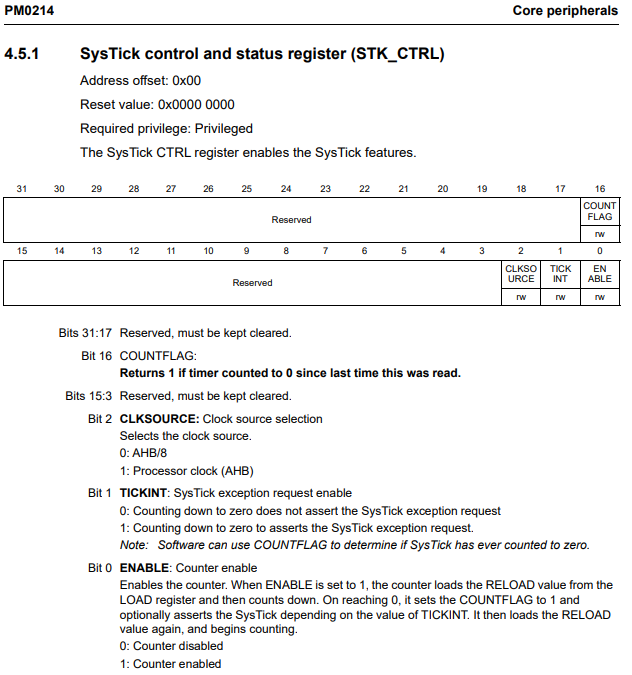 PM0214 Core peripherals
4.5.1 SysTick control and status register (STK_CTRL)
Address offset: 0x00
Reset value: 0x0000 0000
Required privilege: Privileged
The SysTick CTRL register enables the SysTick features.
31 30 29 28 27 26 25 24 23 22 21 20 19 18 17 16
Reserved
COUNT
FLAG
rw
15 14 13 12 11 10 9 8 7 6 5 4 3 2 1 0
Reserved
CLKSO TICK EN
URCE INT ABLE
rw rw rw
Bits 31:17 Reserved, must be kept cleared.
Bit 16 COUNTFLAG:
Returns 1 if timer counted to 0 since last time this was read.
Bits 15:3 Reserved, must be kept cleared.
Bit 2 CLKSOURCE: Clock source selection
Selects the clock source.
0: AHB/8
1: Processor clock (AHB)
Bit 1 TICKINT: SysTick exception request enable
0: Counting down to zero does not assert the SysTick exception request
1: Counting down to zero to asserts the SysTick exception request.
Note: Software can use COUNTFLAG to determine if SysTick has ever counted to zero.
Bit 0 ENABLE: Counter enable
Enables the counter. When ENABLE is set to 1, the counter loads the RELOAD value from the
LOAD register and then counts down. On reaching 0, it sets the COUNTFLAG to 1 and
optionally asserts the SysTick depending on the value of TICKINT. It then loads the RELOAD
value again, and begins counting.
0: Counter disabled
1: Counter enabled